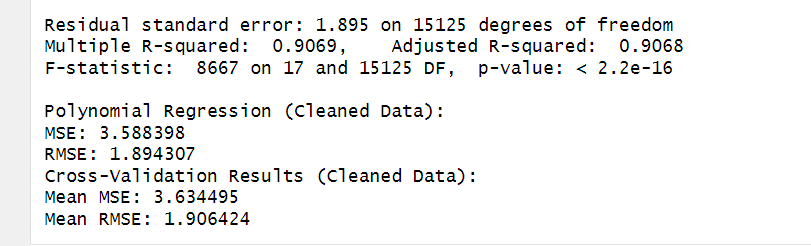 Residual standard error: 1.895 on 15125 degrees of freedom
Multiple R-squared:  0.9069,    Adjusted R-squared:  0.9068
F-statistic:  8667 on 17 and 15125 DF,  p-value: < 2.2e-16
Polynomial Regression (Cleaned Data):
MSE: 3.588398
RMSE: 1.894307
Cross-Validation Results (Cleaned Data):
Mean MSE: 3.634495
Mean RMSE: 1.906424